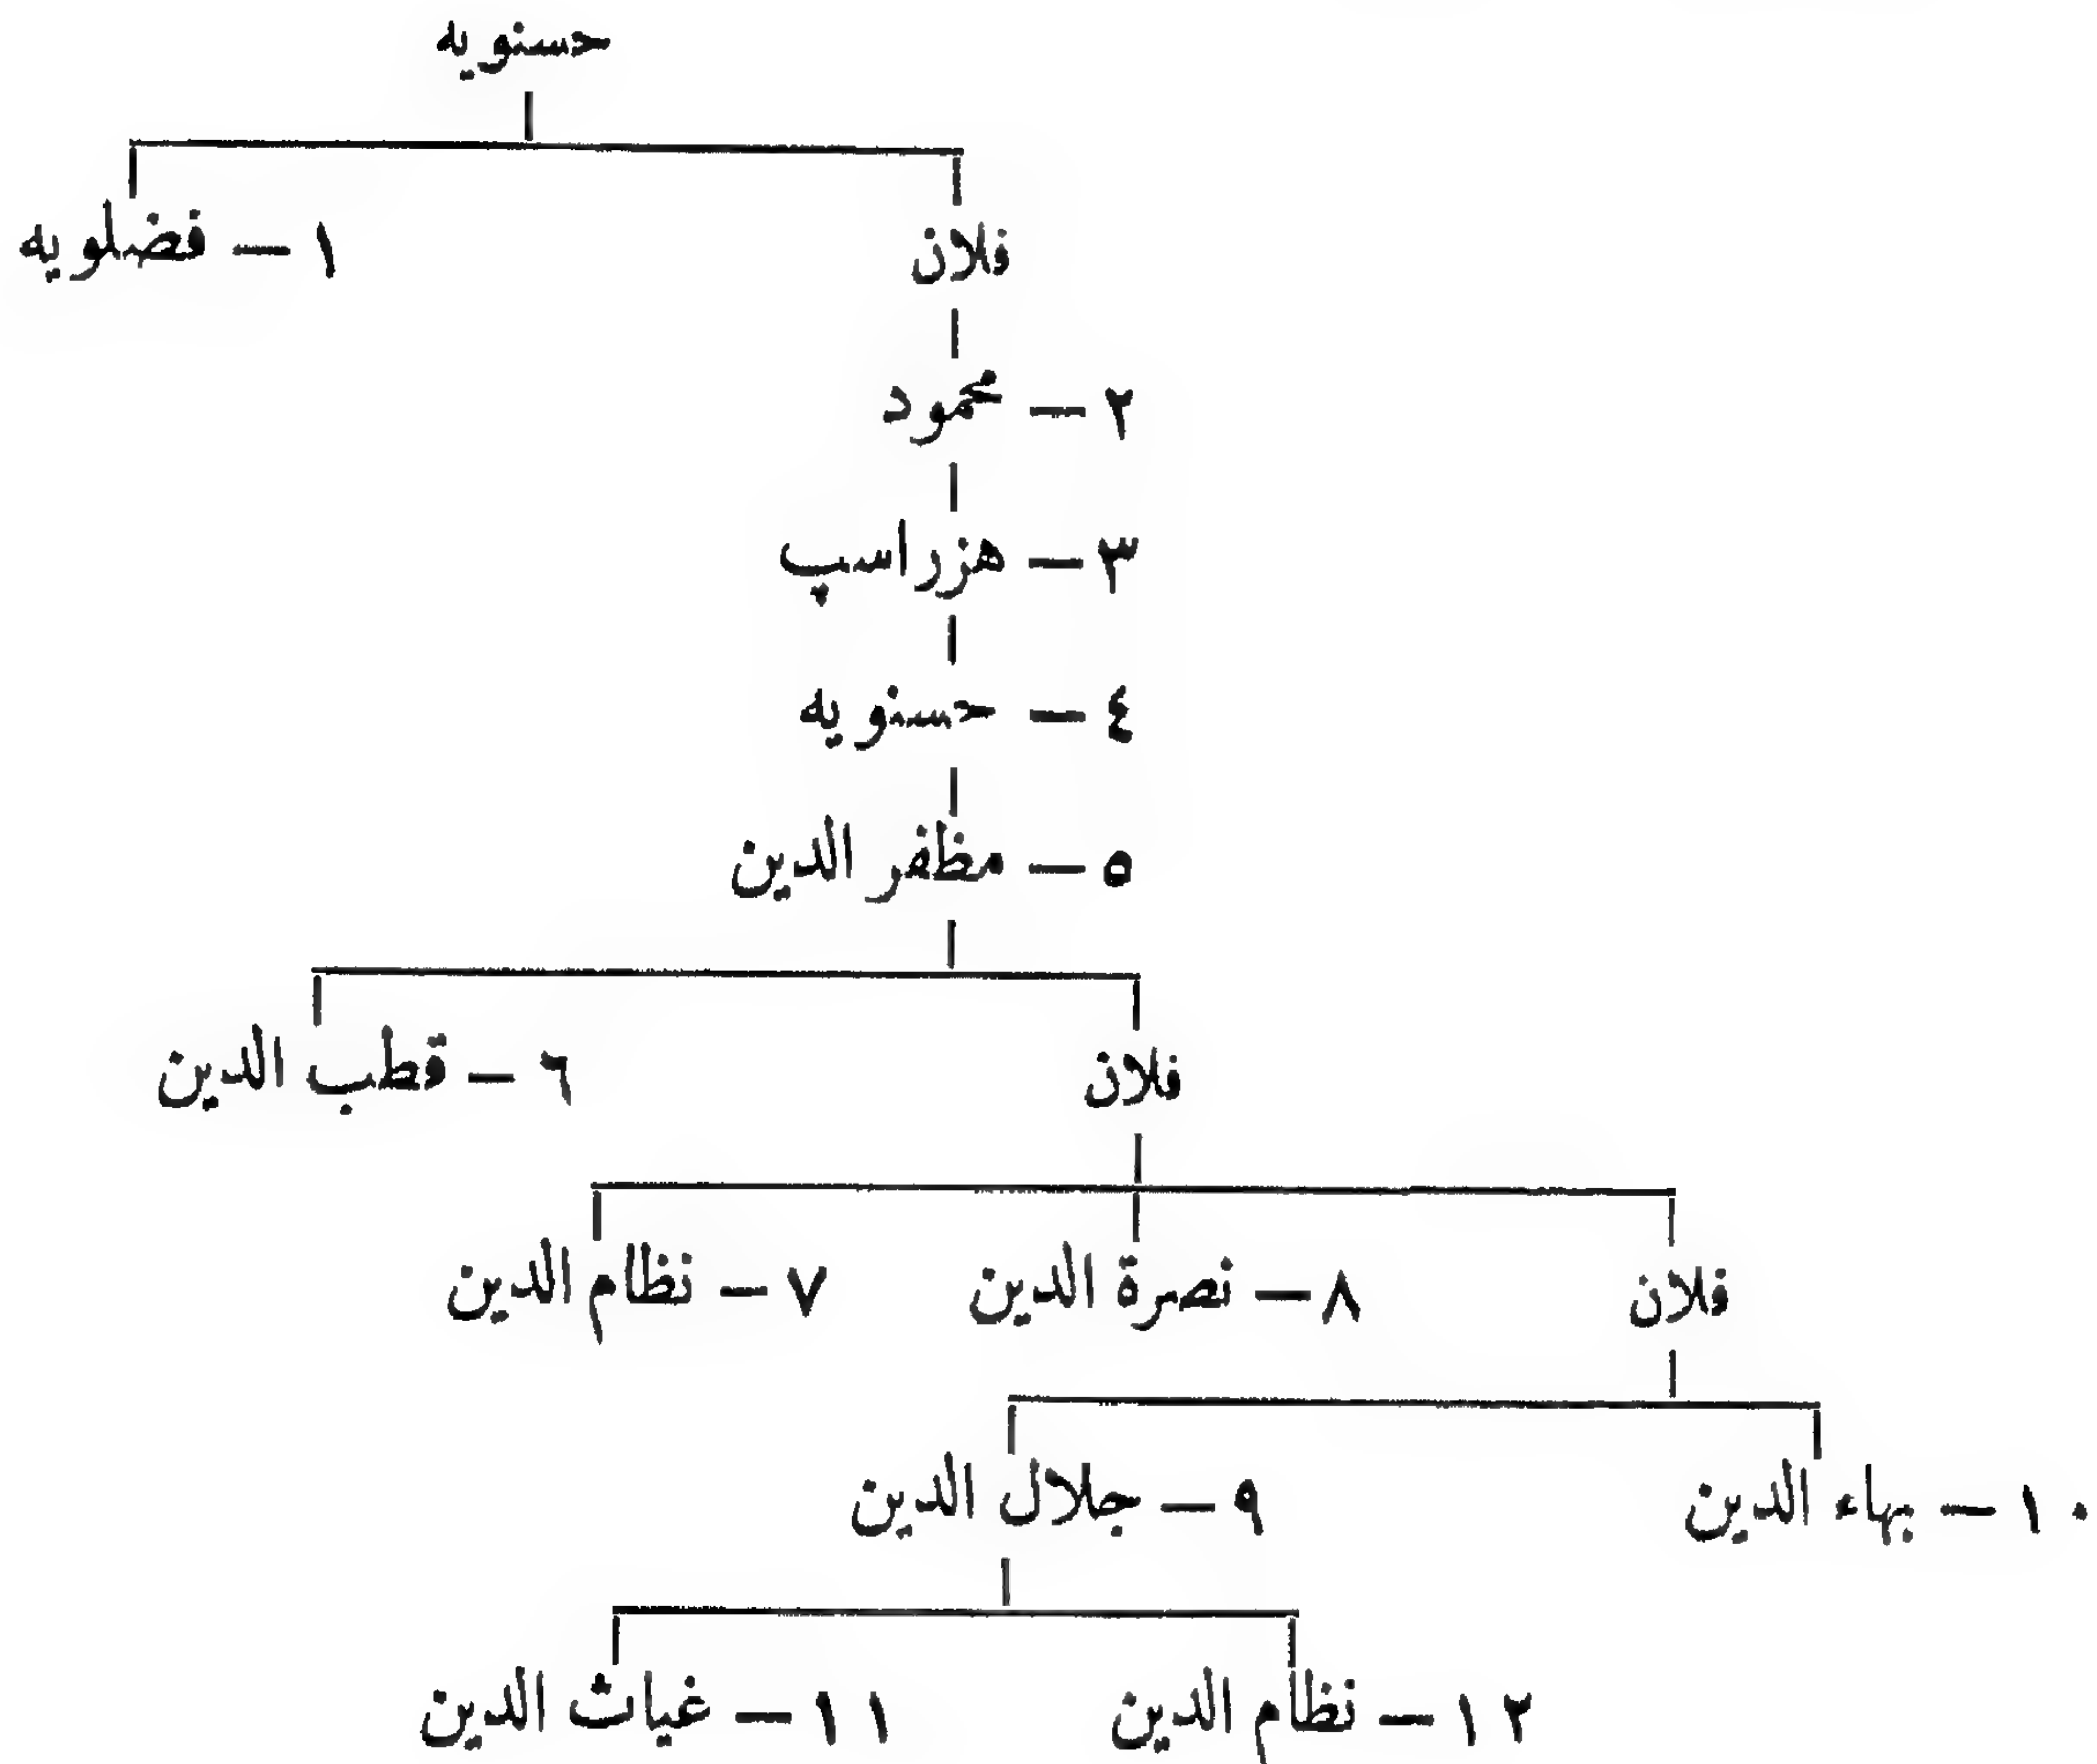 حسنويه
فلان ١ – فضلويه
٢ – محمود
٣ – هزراسپ
٤ – حسنويه
٥ – مظفر الدين
فلان ٦ – قطب الدين
فلان ٨ – نصرة الدين ٧ – نظام الدين
١٠ – بهاء الدين ٩ – جلال الدين
١٢ – نظام الدين ١١ – غياث الدين